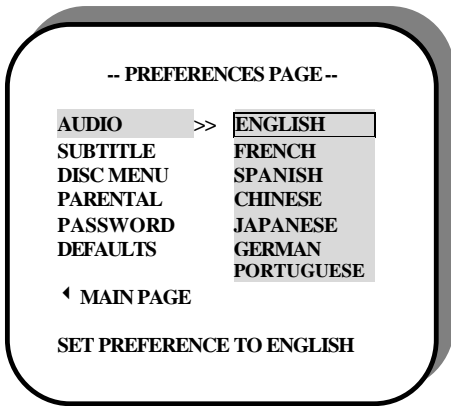 -- PREFERENCES PAGE --
AUDIO >> ENGLISH
SUBTITLE FRENCH
DISC MENU SPANISH
PARENTAL CHINESE
PASSWORD JAPANESE
DEFAULTS GERMAN
PORTUGUESE
MAIN PAGE
SET PREFERENCE TO ENGLISH